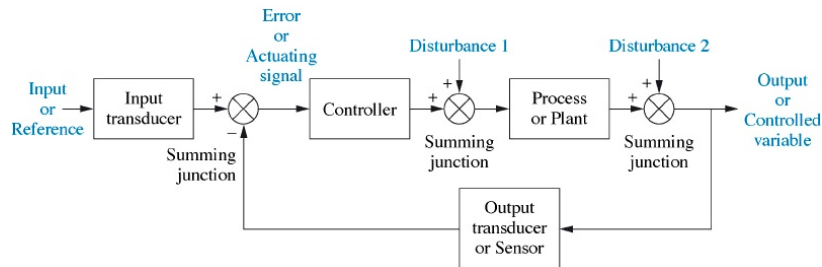 Error
or
Actuating
signal
Disturbance 1
Disturbance 2
Input
or
Reference
Input
transducer
+
−
Summing
junction
Controller
+
+
Summing
junction
Process
or Plant
+
+
Summing
junction
Output
or
Controlled
variable
Output
transducer
or Sensor